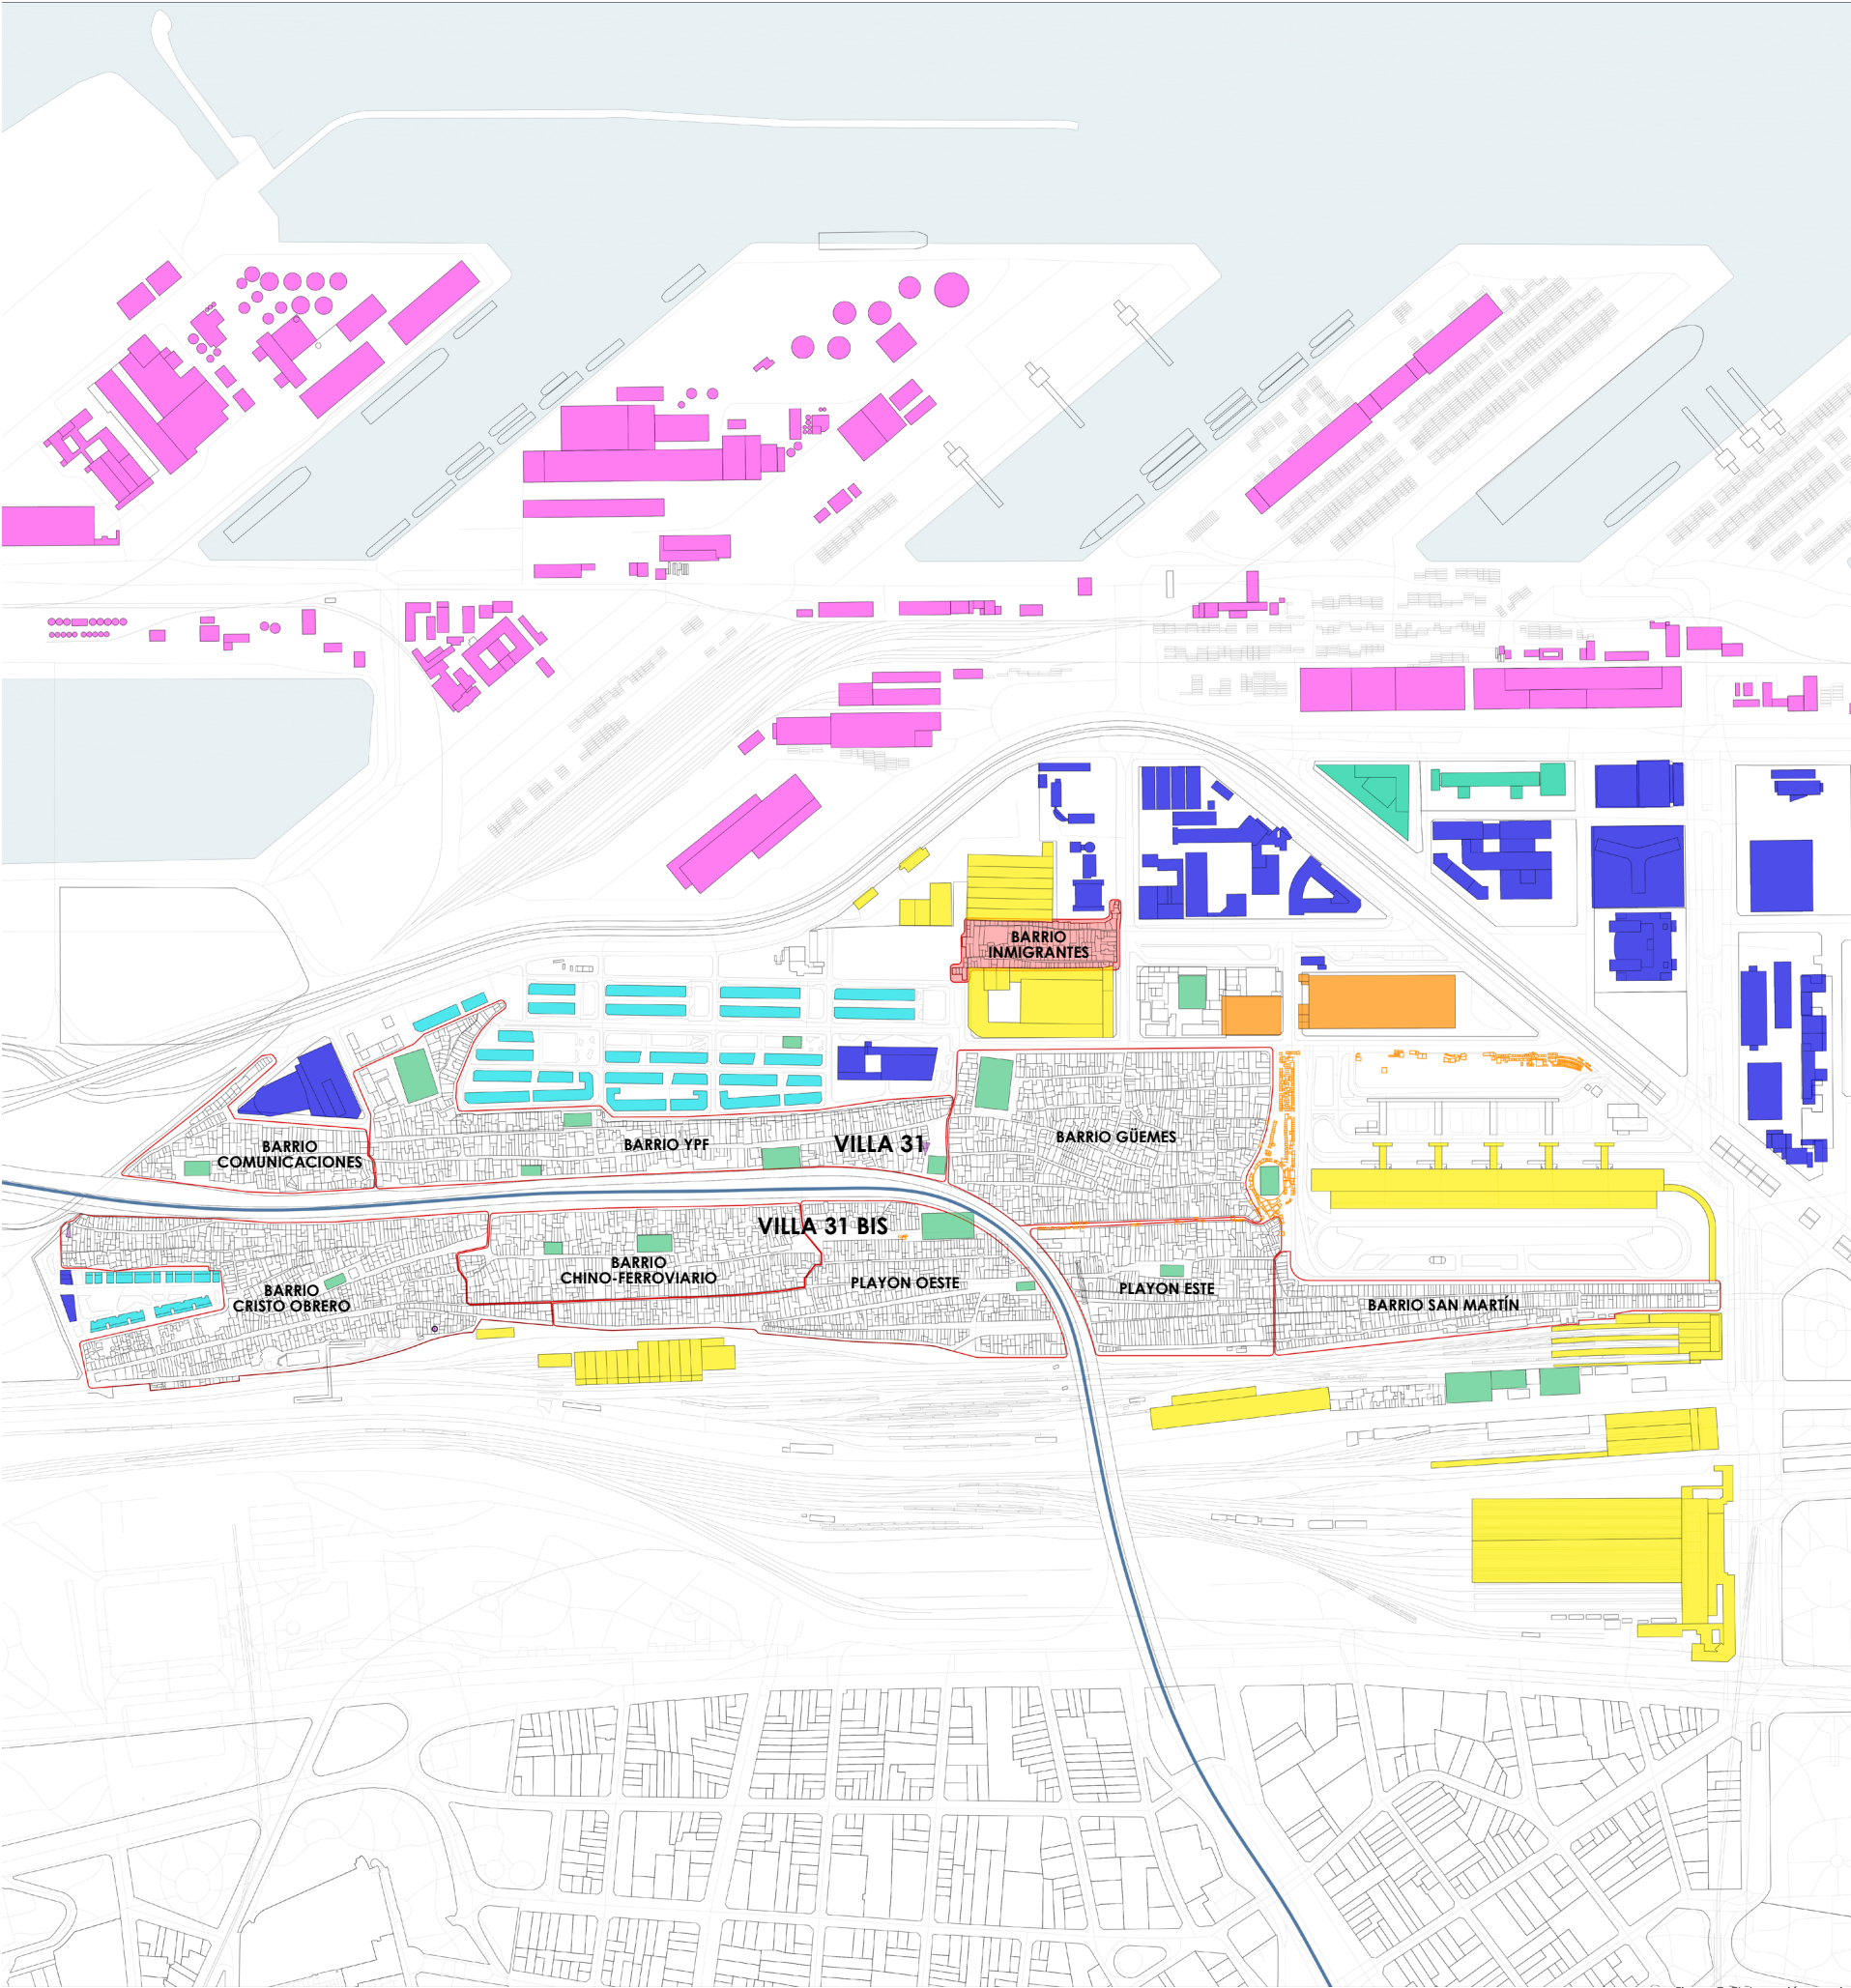 BARRIO
INMIGRANTES
BARRIO
COMUNICACIONES
BARRIO YPF
VILLA 31
BARRIO GÜEMES
VILLA 31 BIS
BARRIO
CRISTO OBRERO
BARRIO
CHINO-FERROVIARIO
PLAYON OESTE
PLAYON ESTE
BARRIO SAN MARTÍN